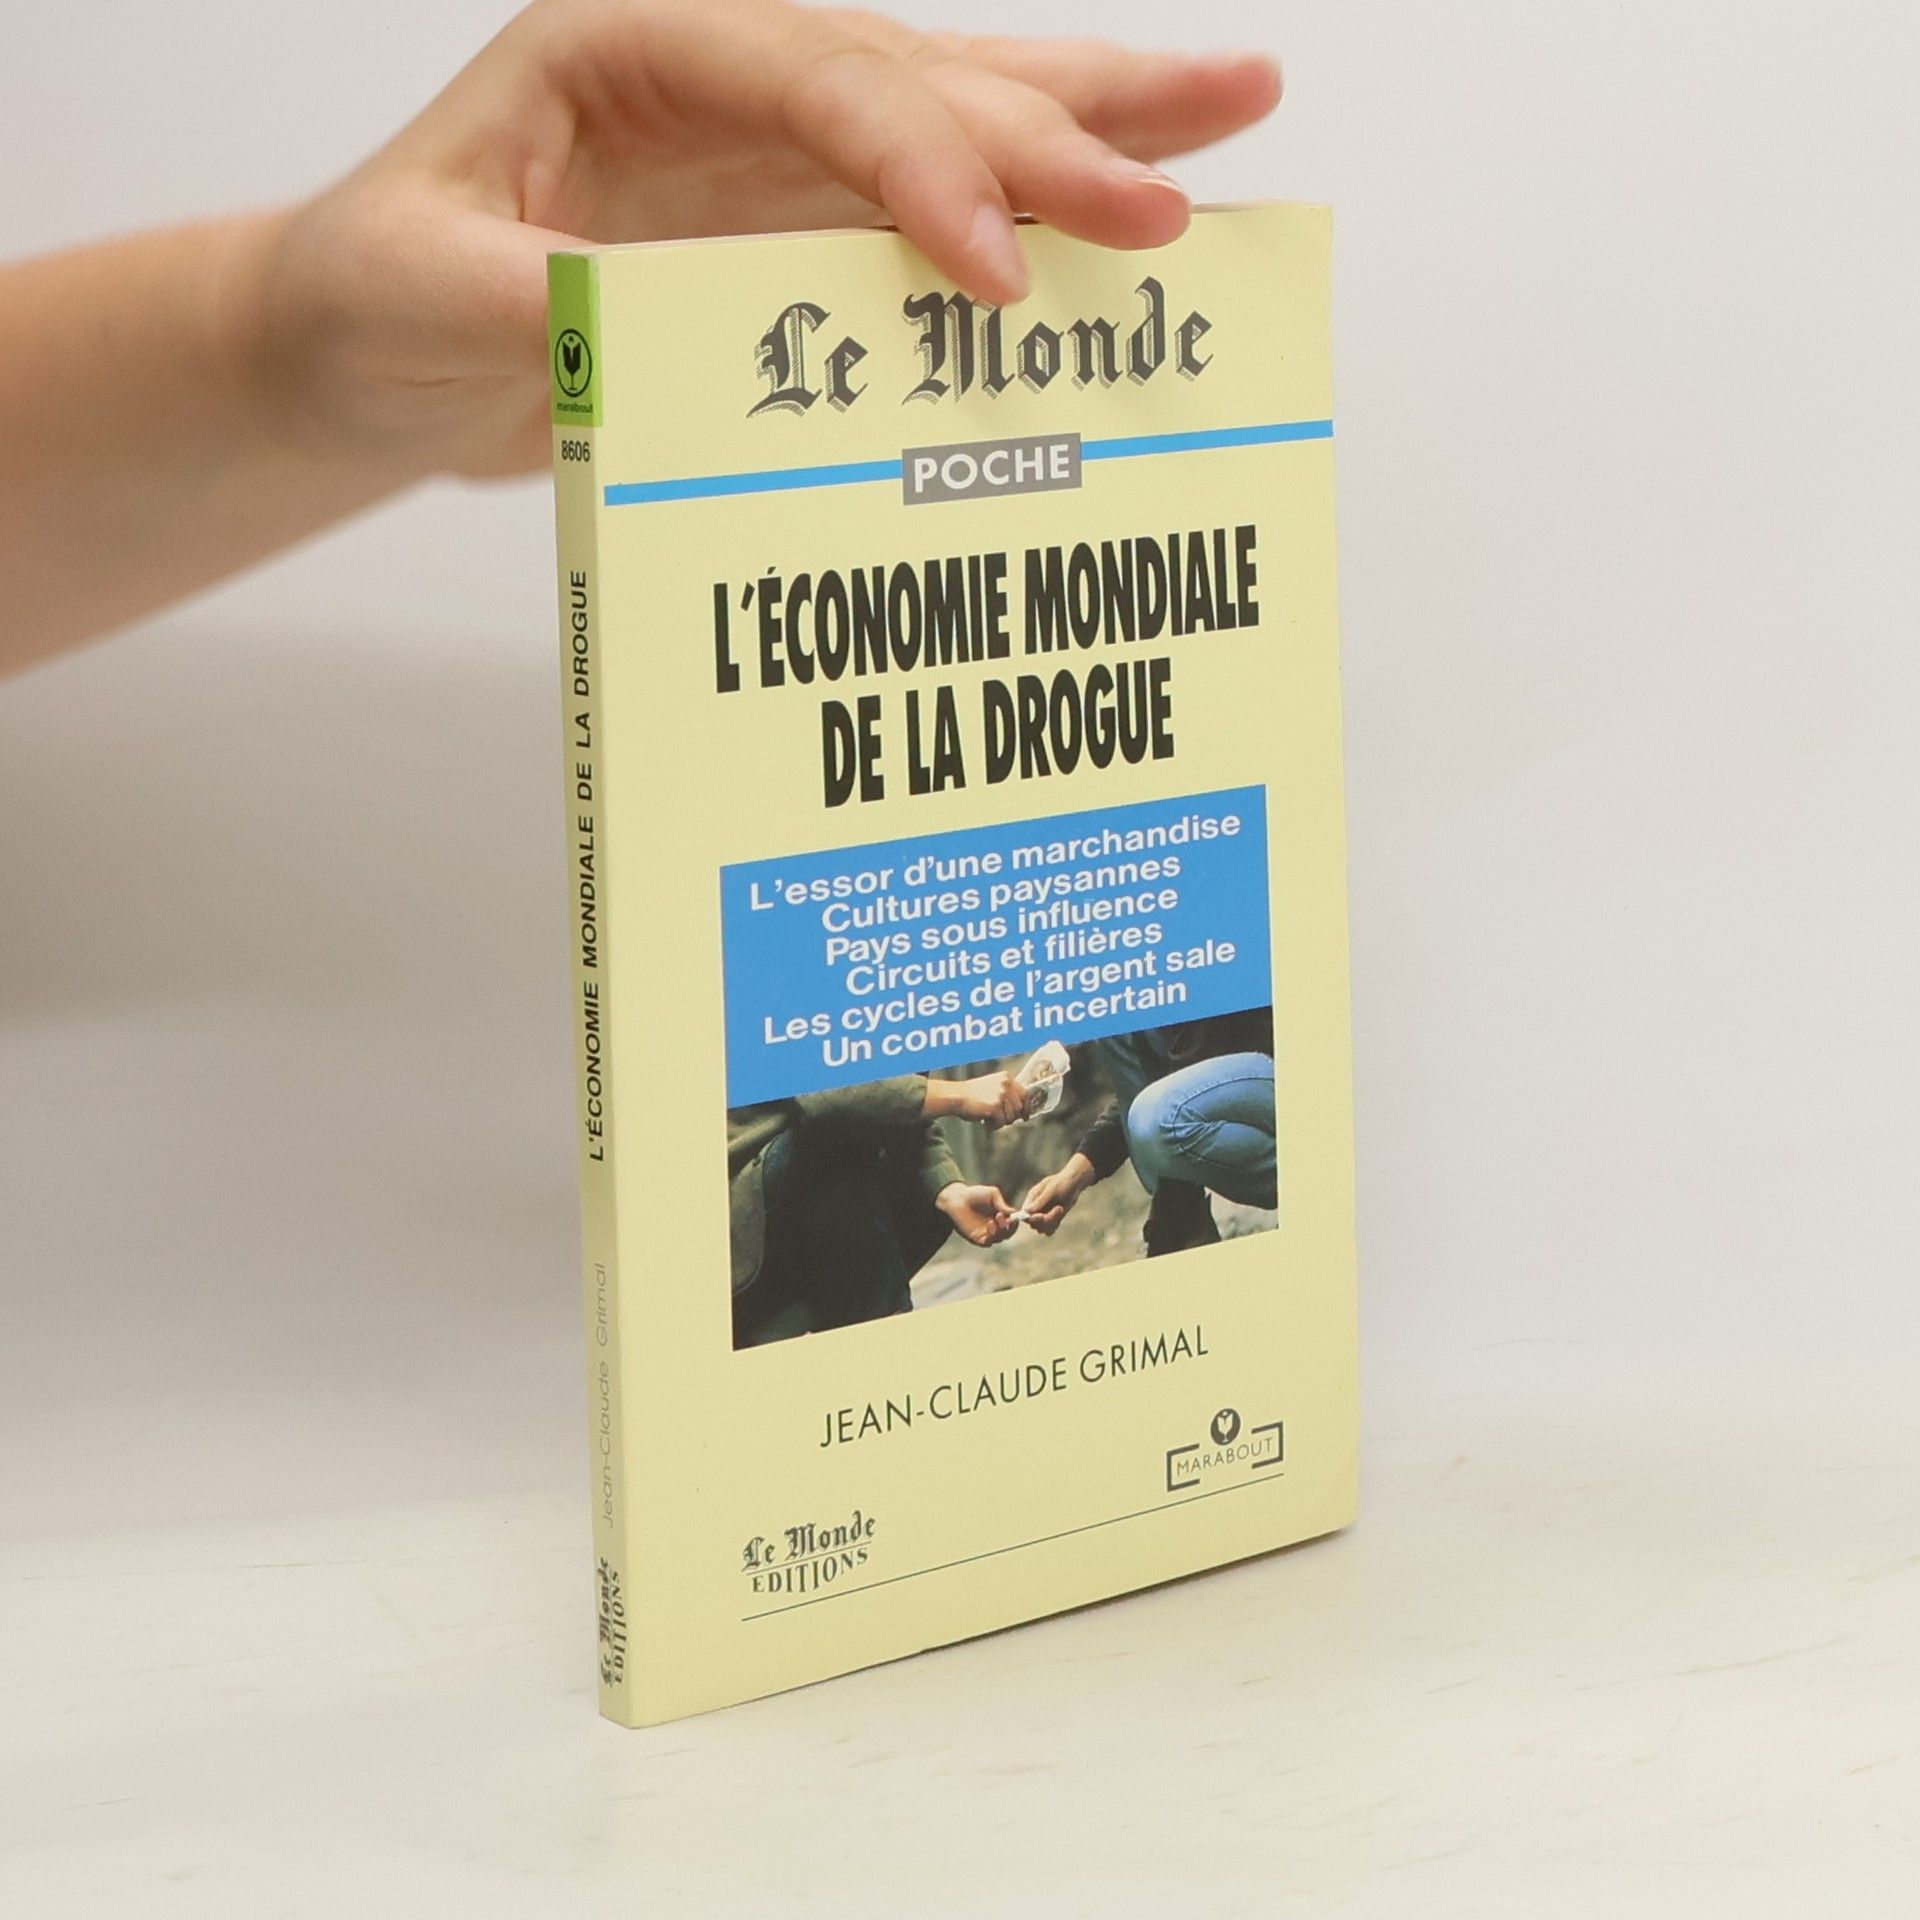 Le Monde
POCHE
L'ÉCONOMIE MONDIALE
DE LA DROGUE
L'essor d'une marchandise
Cultures paysannes
Pays sous influence
Circuits et filières
Les cycles de l'argent sale
Un combat incertain
JEAN-CLAUDE GRIMAL
MARABOUT
Le Monde
EDITIONS
marabout
8606
L'ÉCONOMIE MONDIALE DE LA DROGUE
Jean-Claude Grimal
Le Monde
EDITIONS